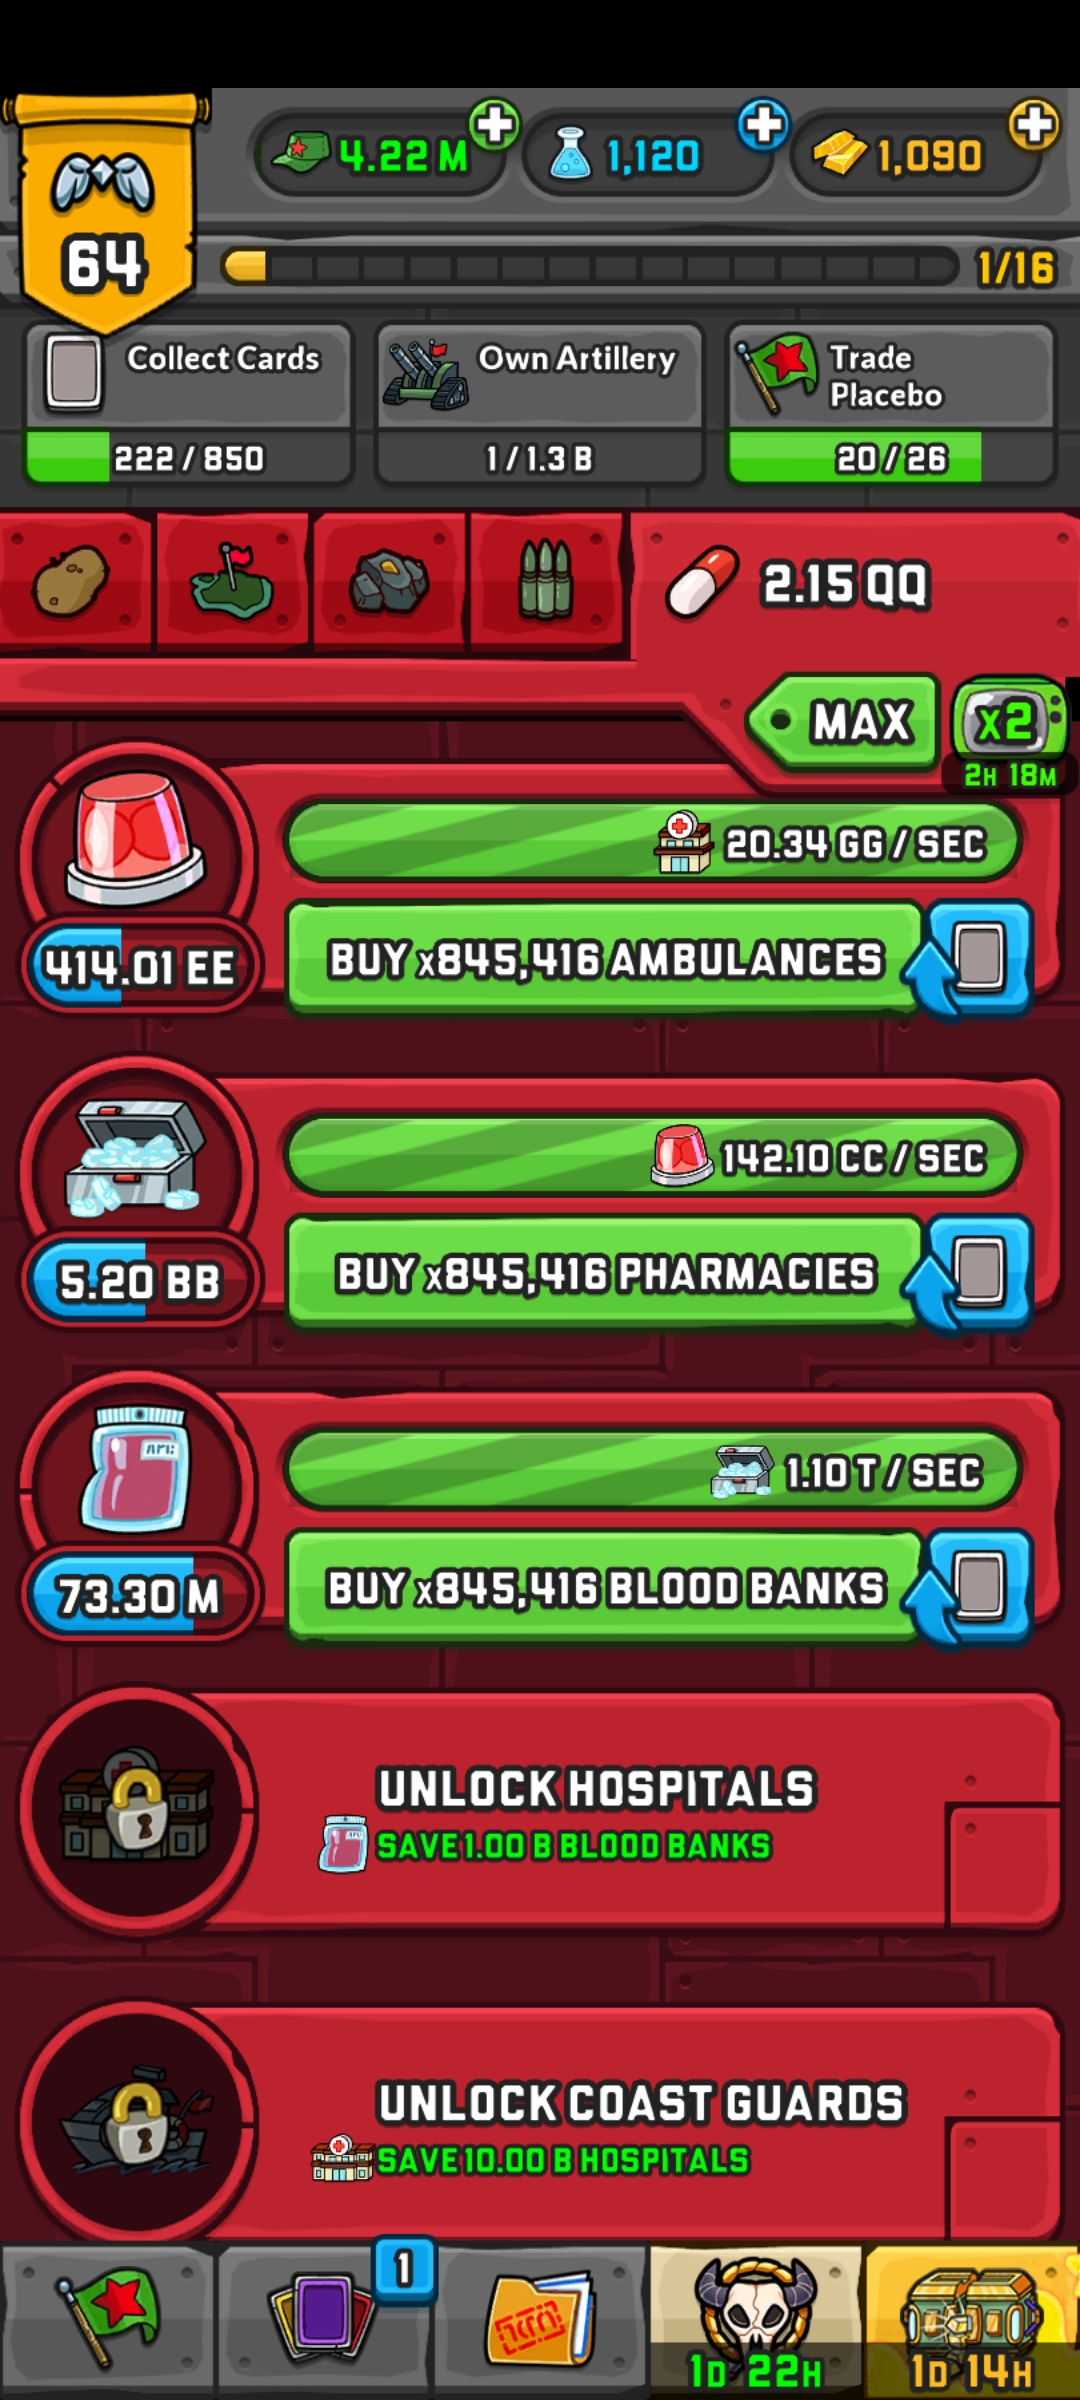 4.22 M
1,120
1,090
64
1/16
Collect Cards
222 / 850
Own Artillery
1 / 1.3 B
Trade
Placebo
20 / 26
2.15 QQ
MAX
x2
2H 18M
20.34 GG / SEC
414.01 EE
BUY x845,416 AMBULANCES
142.10 CC / SEC
5.20 BB
BUY x845,416 PHARMACIES
1.10 T / SEC
73.30 M
BUY x845,416 BLOOD BANKS
UNLOCK HOSPITALS
SAVE 1.00 B BLOOD BANKS
UNLOCK COAST GUARDS
SAVE 10.00 B HOSPITALS
1
1D 22H
1D 14H